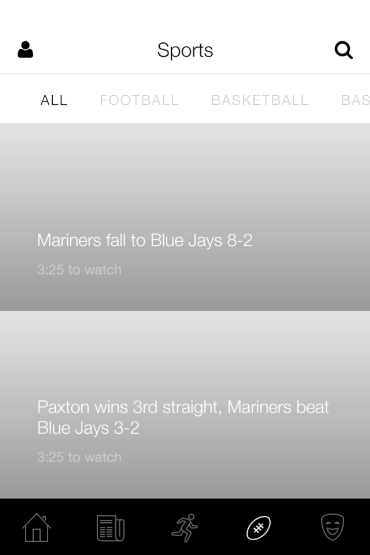 Sports
ALL FOOTBALL BASKETBALL BAS
Mariners fall to Blue Jays 8-2
3:25 to watch
Paxton wins 3rd straight, Mariners beat
Blue Jays 3-2
3:25 to watch